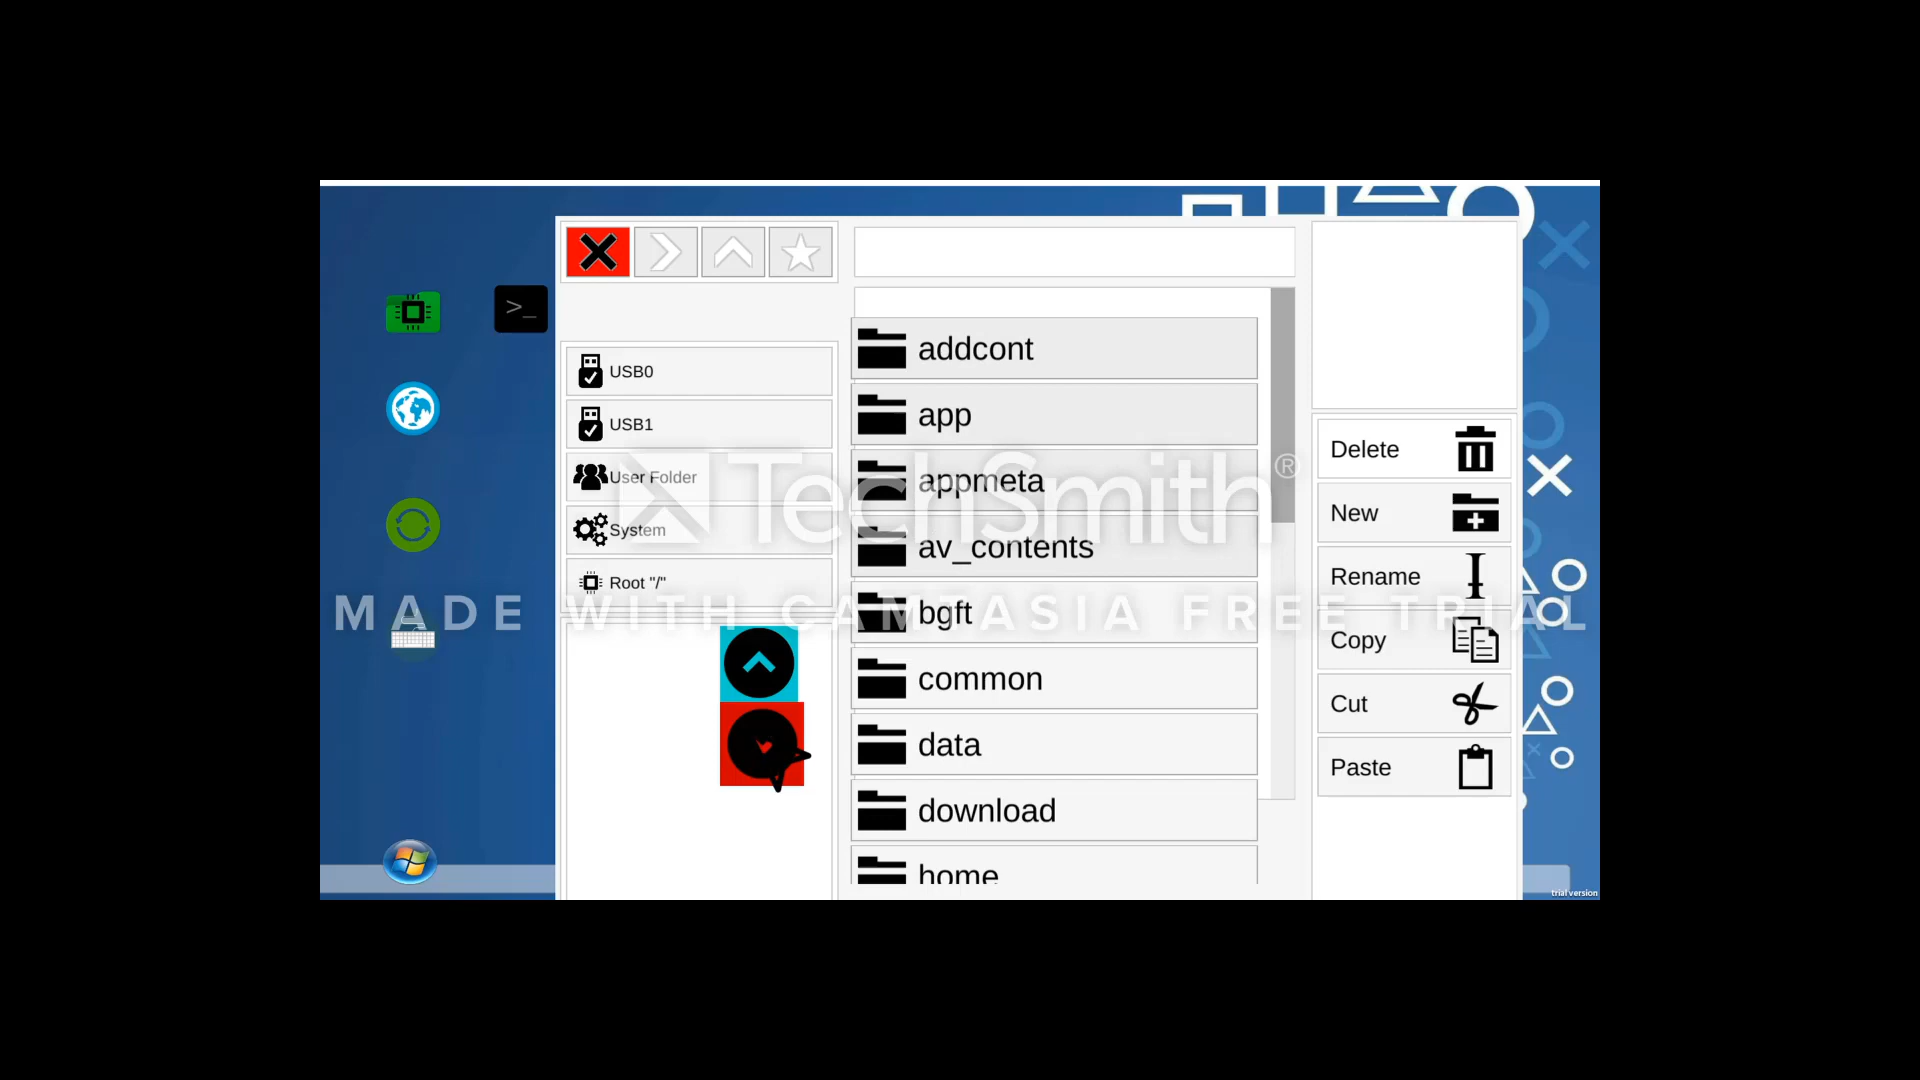 >_
USB0
USB1
User Folder
System
Root "/"
addcont
app
appmeta
av_contents
bgft
common
data
download
home
Delete
New
Rename
Copy
Cut
Paste
TechSmith®
MADE WITH CAMTASIA FREE TRIAL
trial version